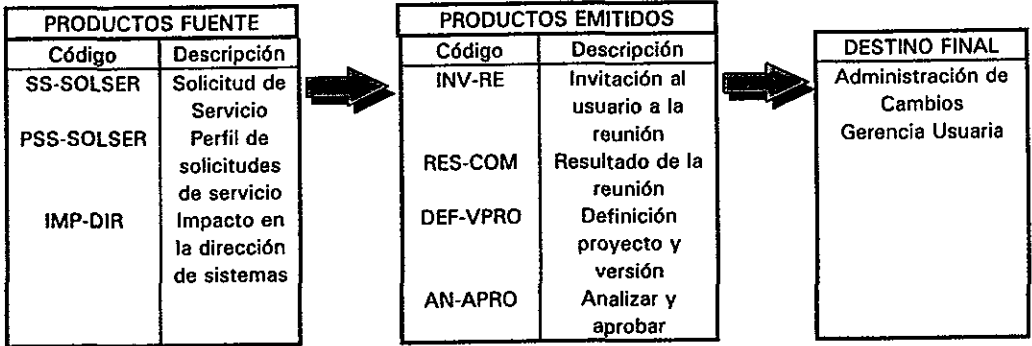 PRODUCTOS FUENTE
Código Descripción
SS-SOLSER Solicitud de
Servicio
PSS-SOLSER Perfil de
solicitudes
de servicio
IMP-DIR Impacto en
la dirección
de sistemas
PRODUCTOS EMITIDOS
Código Descripción
INV-RE Invitación al
usuario a la
reunión
RES-COM Resultado de la
reunión
DEF-VPRO Definición
proyecto y
versión
AN-APRO Analizar y
aprobar
DESTINO FINAL
Administración de
Cambios
Gerencia Usuaria